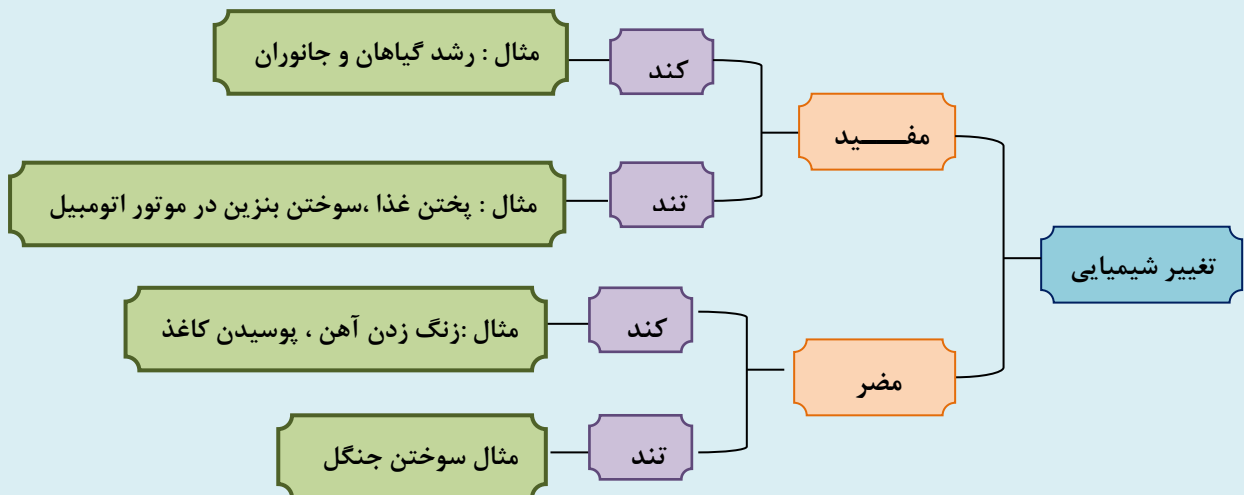 تغییر شیمیایی
مفـــــید
کند
مثال : رشد گیاهان و جانوران
تند
مثال : پختن غذا ،سوختن بنزین در موتور اتومبیل
مضر
کند
مثال :زنگ زدن آهن ، پوسیدن کاغذ
تند
مثال سوختن جنگل